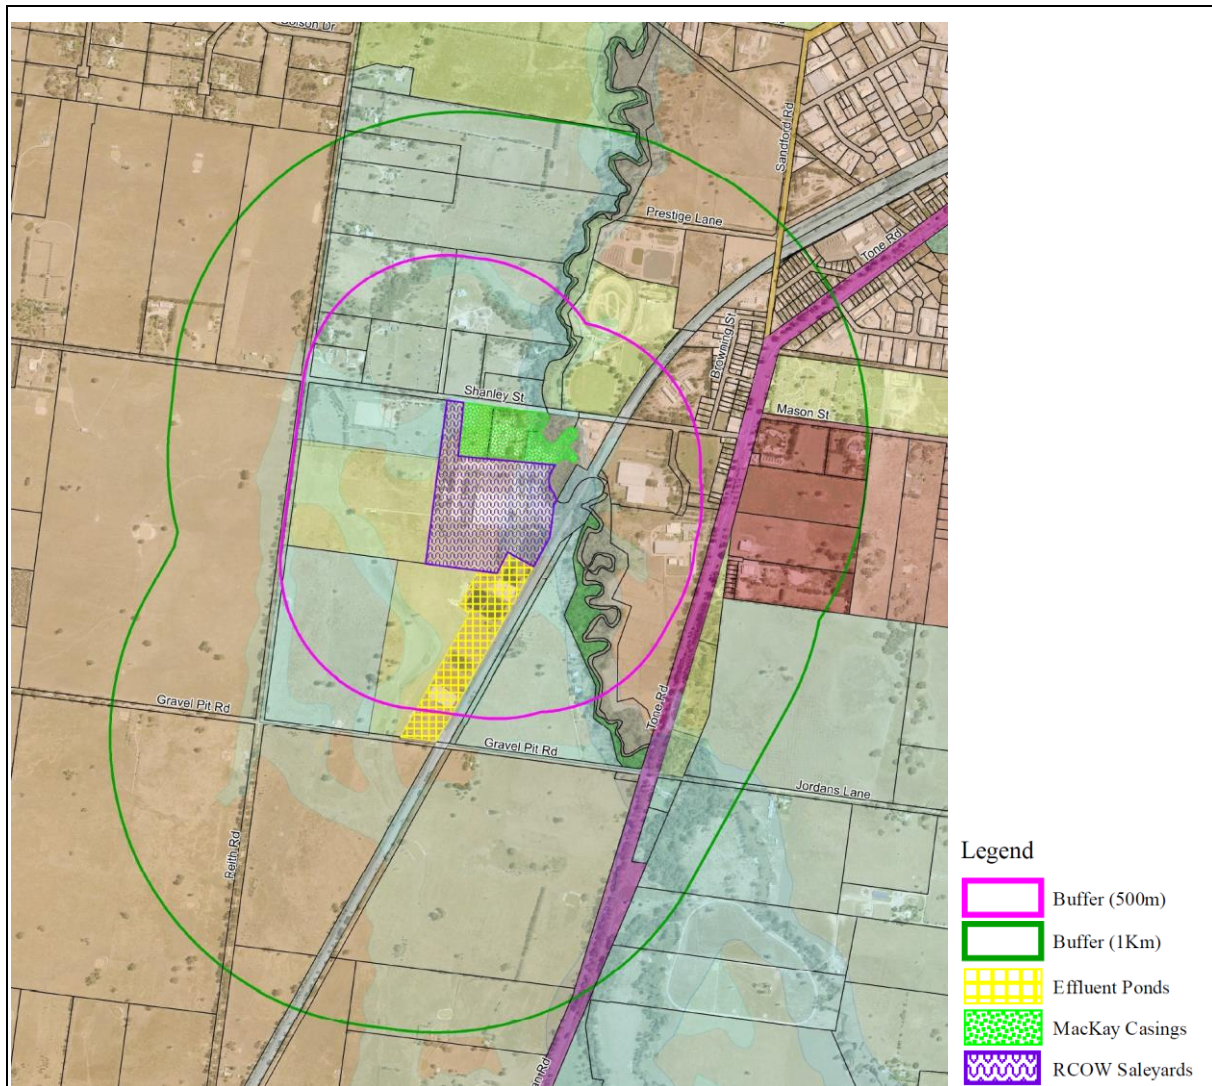 Sandford Rd
Prestige Lane
Tone Rd
Browning St
Shanley St
Mason St
Tone Rd
Gravel Pit Rd
Gravel Pit Rd
Jordans Lane
Reith Rd
Legend
Buffer (500m)
Buffer (1Km)
Effluent Ponds
MacKay Casings
RCOW Saleyards